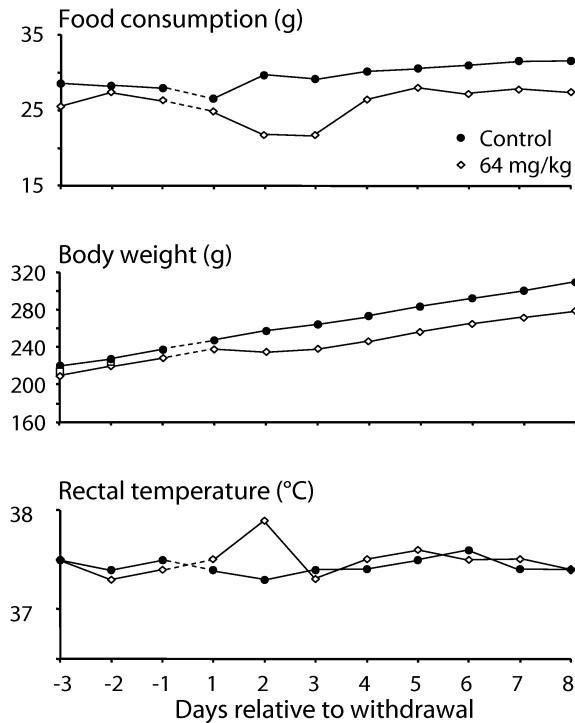 Food consumption (g)
35
25
15
Control
64 mg/kg
Body weight (g)
320
280
240
200
160
Rectal temperature (°C)
38
37
-3 -2 -1 1 2 3 4 5 6 7 8
Days relative to withdrawal